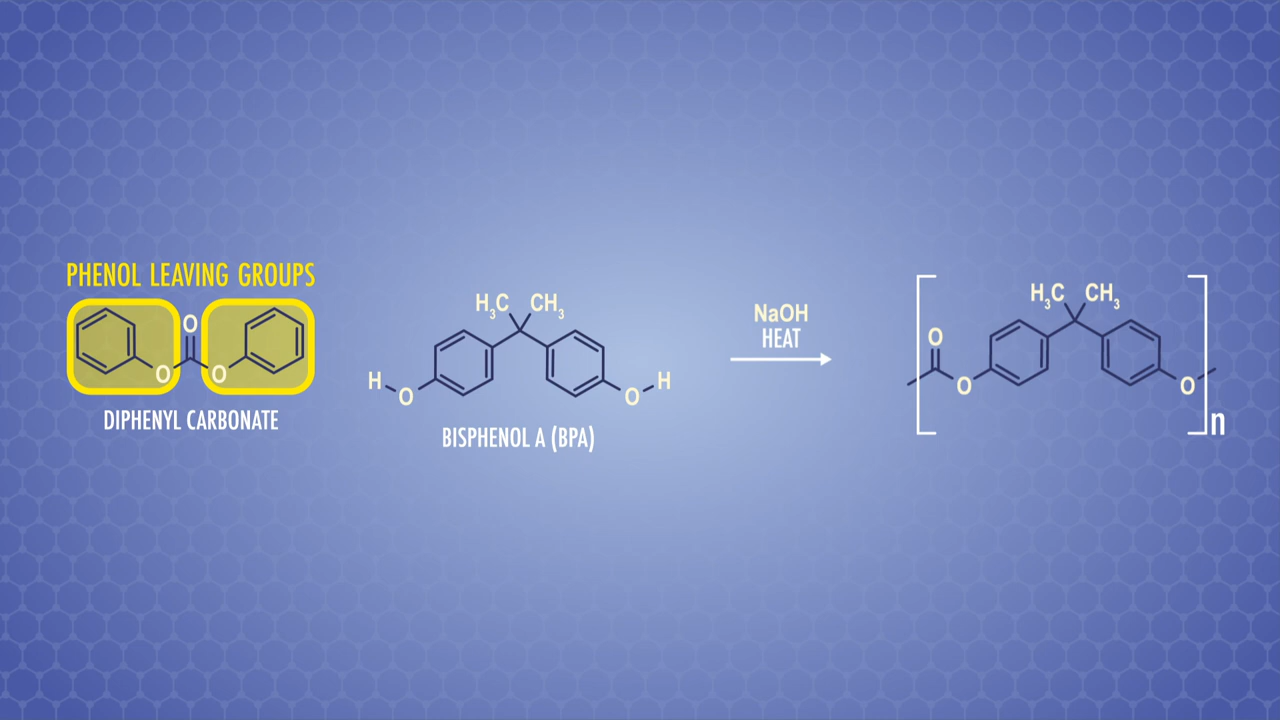 PHENOL LEAVING GROUPS
O
O O
DIPHENYL CARBONATE
H₃C CH₃
H O O H
BISPHENOL A (BPA)
NaOH
HEAT
H₃C CH₃
O
O O
n